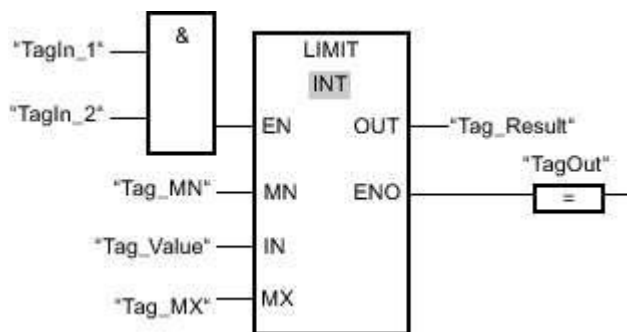 &
"TagIn_1"
"TagIn_2"
LIMIT
INT
EN
OUT
"Tag_Result"
"TagOut"
"Tag_MN"
MN
ENO
=
"Tag_Value"
IN
"Tag_MX"
MX